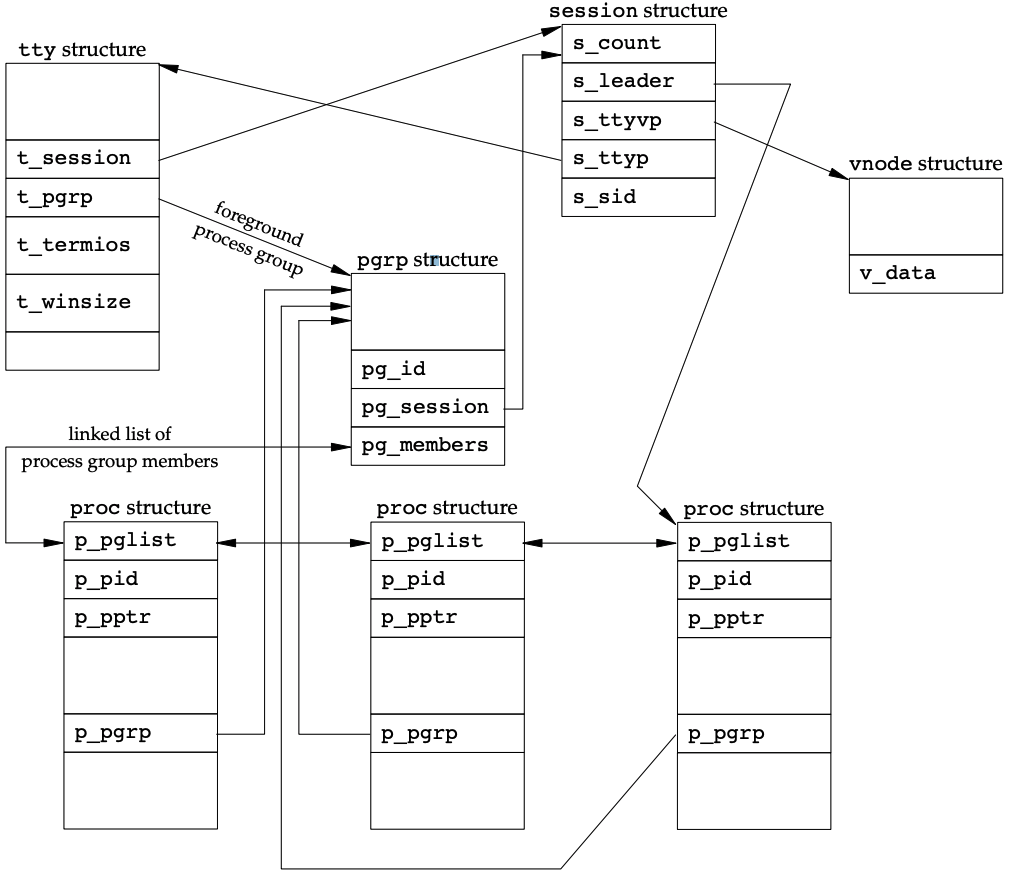 session structure
s_count
s_leader
s_ttyvp
s_ttyp
s_sid
tty structure
t_session
t_pgrp
t_termios
t_winsize
vnode structure
v_data
foreground
process group
pgrp structure
pg_id
pg_session
pg_members
linked list of
process group members
proc structure
p_pglist
p_pid
p_pptr
p_pgrp
proc structure
p_pglist
p_pid
p_pptr
p_pgrp
proc structure
p_pglist
p_pid
p_pptr
p_pgrp